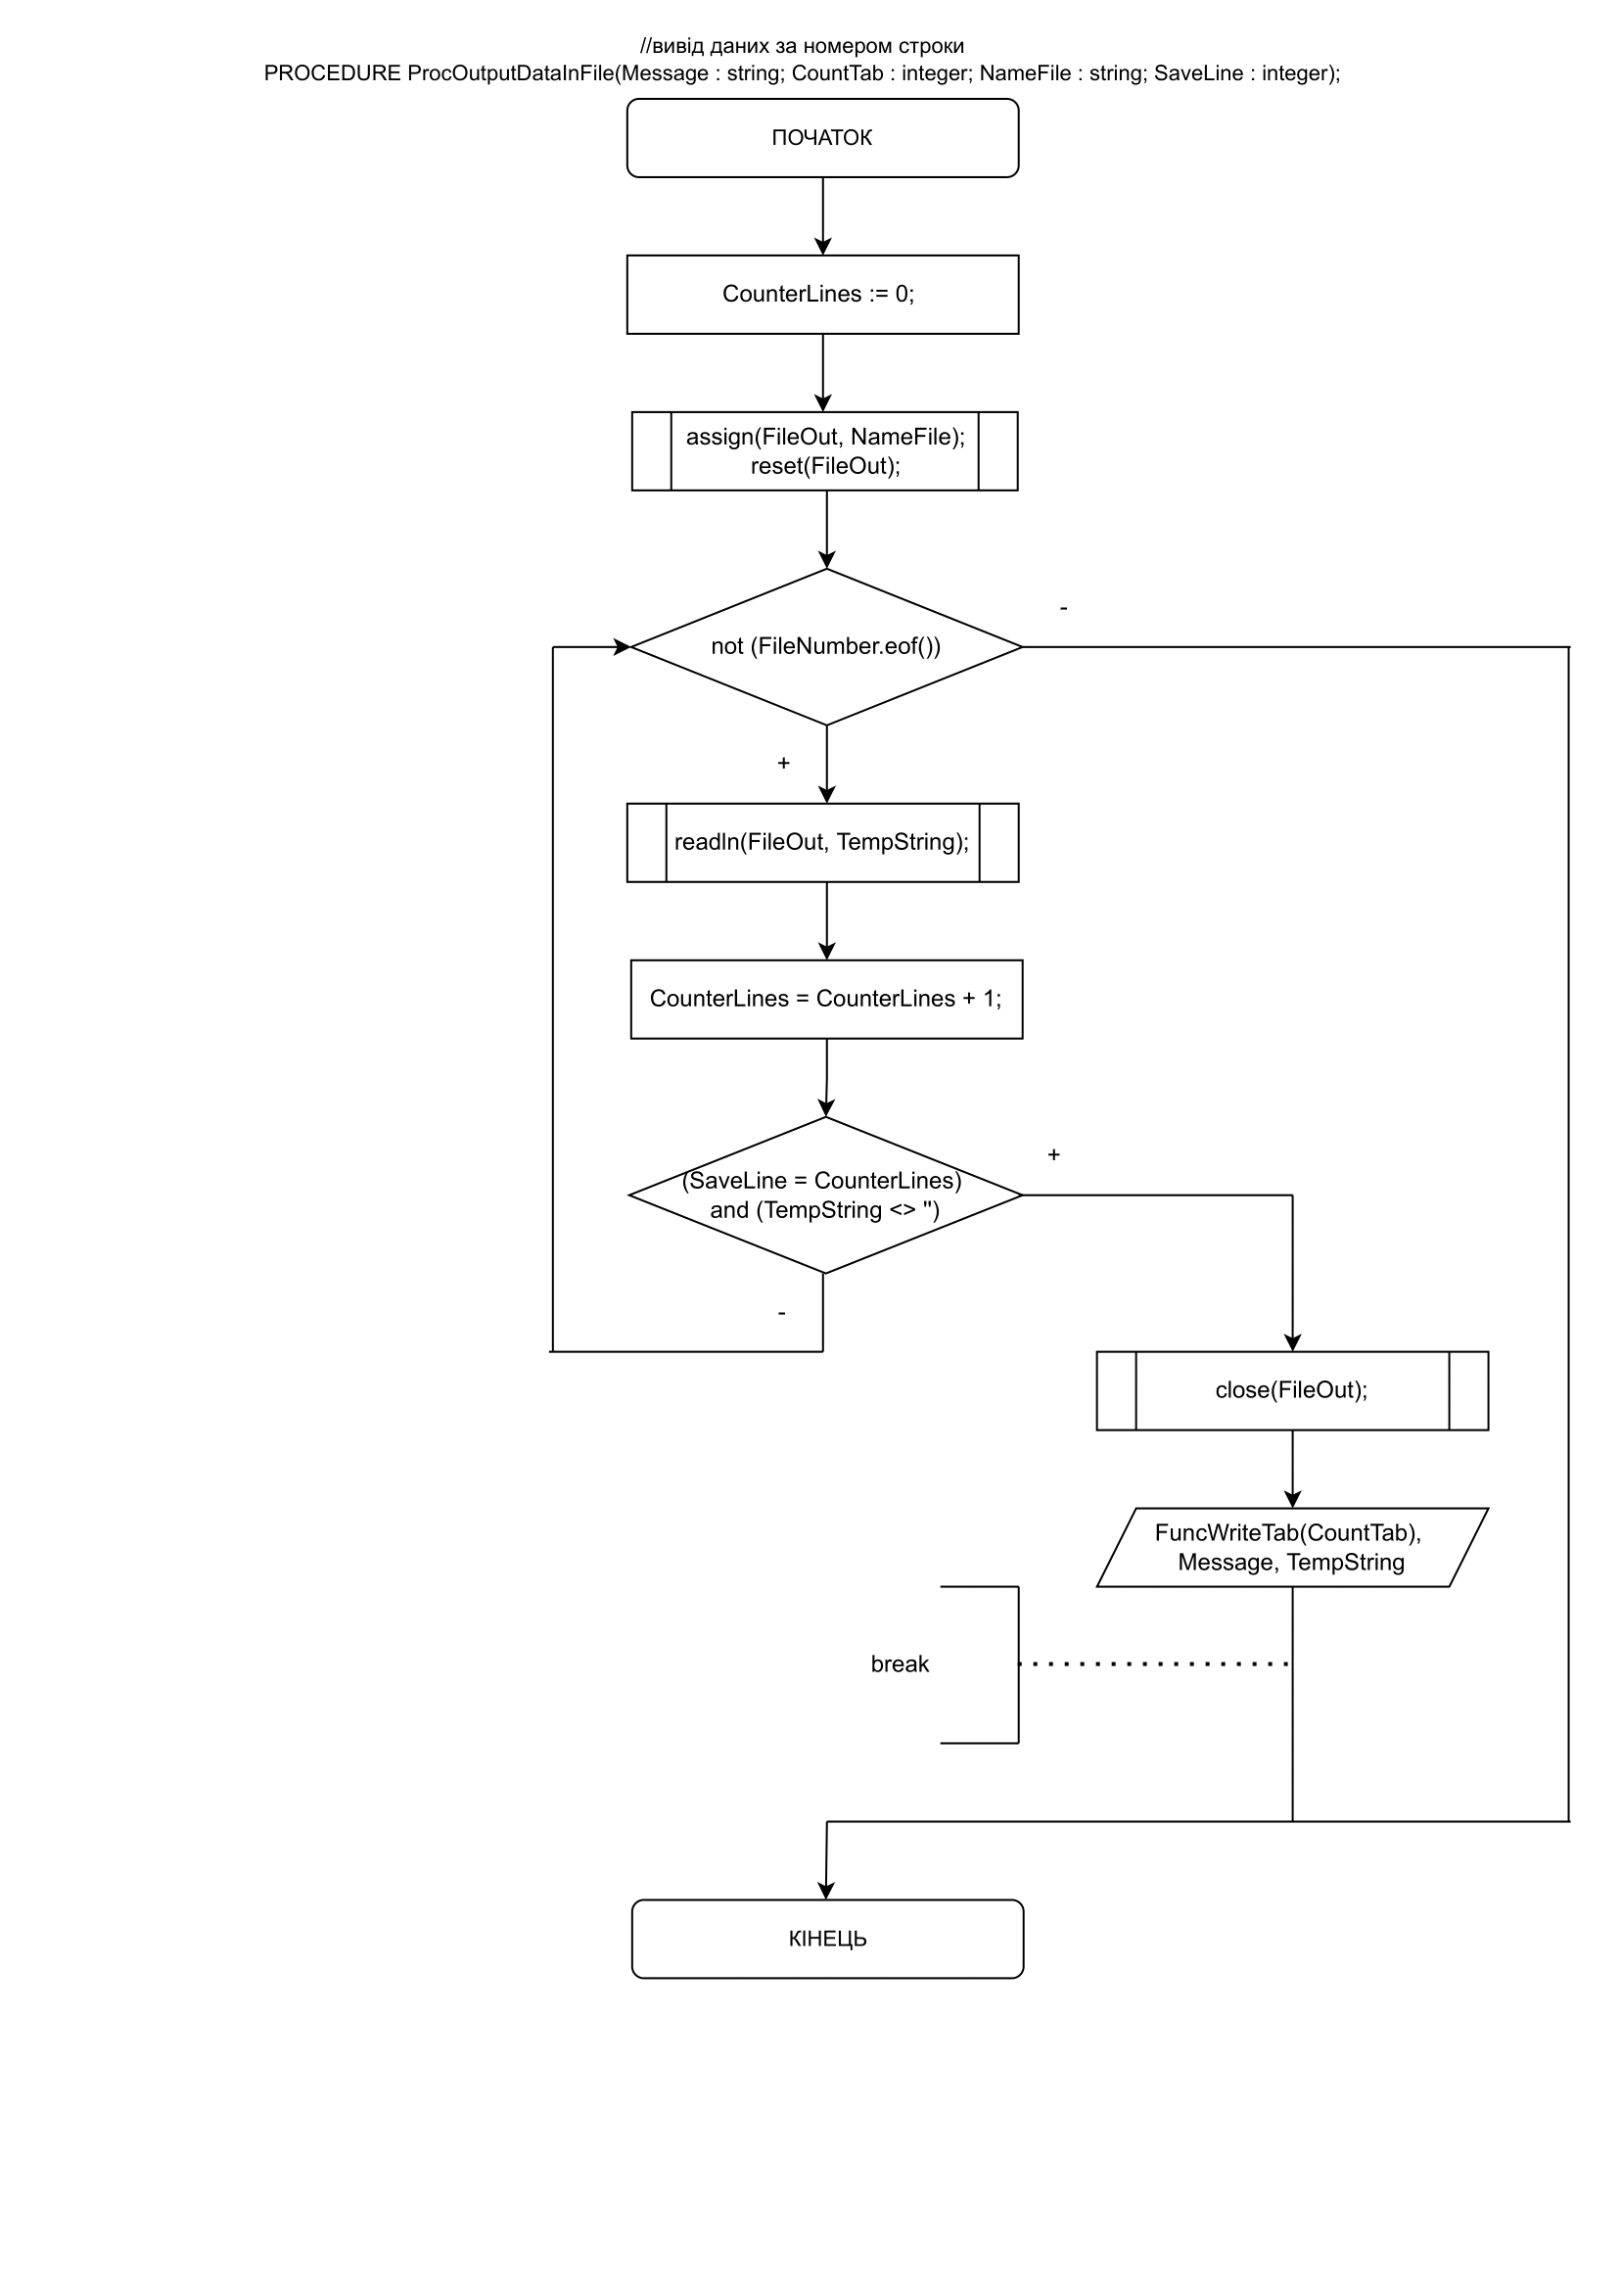 //вивід даних за номером строки
PROCEDURE ProcOutputDataInFile(Message : string; CountTab : integer; NameFile : string; SaveLine : integer);
ПОЧАТОК
CounterLines := 0;
assign(FileOut, NameFile);
reset(FileOut);
-
not (FileNumber.eof())
+
readln(FileOut, TempString);
CounterLines = CounterLines + 1;
+
(SaveLine = CounterLines)
and (TempString <> '')
-
close(FileOut);
FuncWriteTab(CountTab),
Message, TempString
break
КІНЕЦЬ